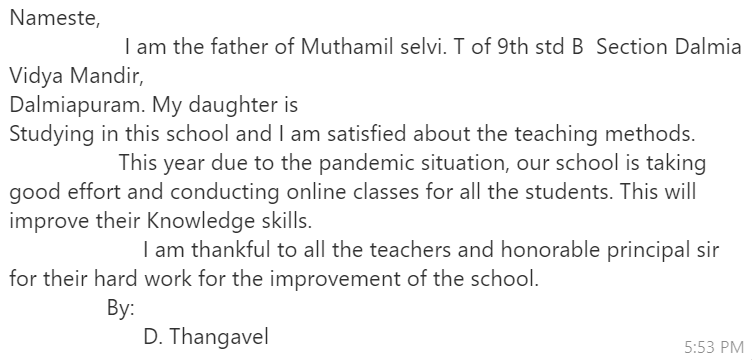 Nameste,
I am the father of Muthamil selvi. T of 9th std B Section Dalmia
Vidya Mandir,
Dalmiapuram. My daughter is
Studying in this school and I am satisfied about the teaching methods.
This year due to the pandemic situation, our school is taking
good effort and conducting online classes for all the students. This will
improve their Knowledge skills.
I am thankful to all the teachers and honorable principal sir
for their hard work for the improvement of the school.
By:
D. Thangavel
5:53 PM